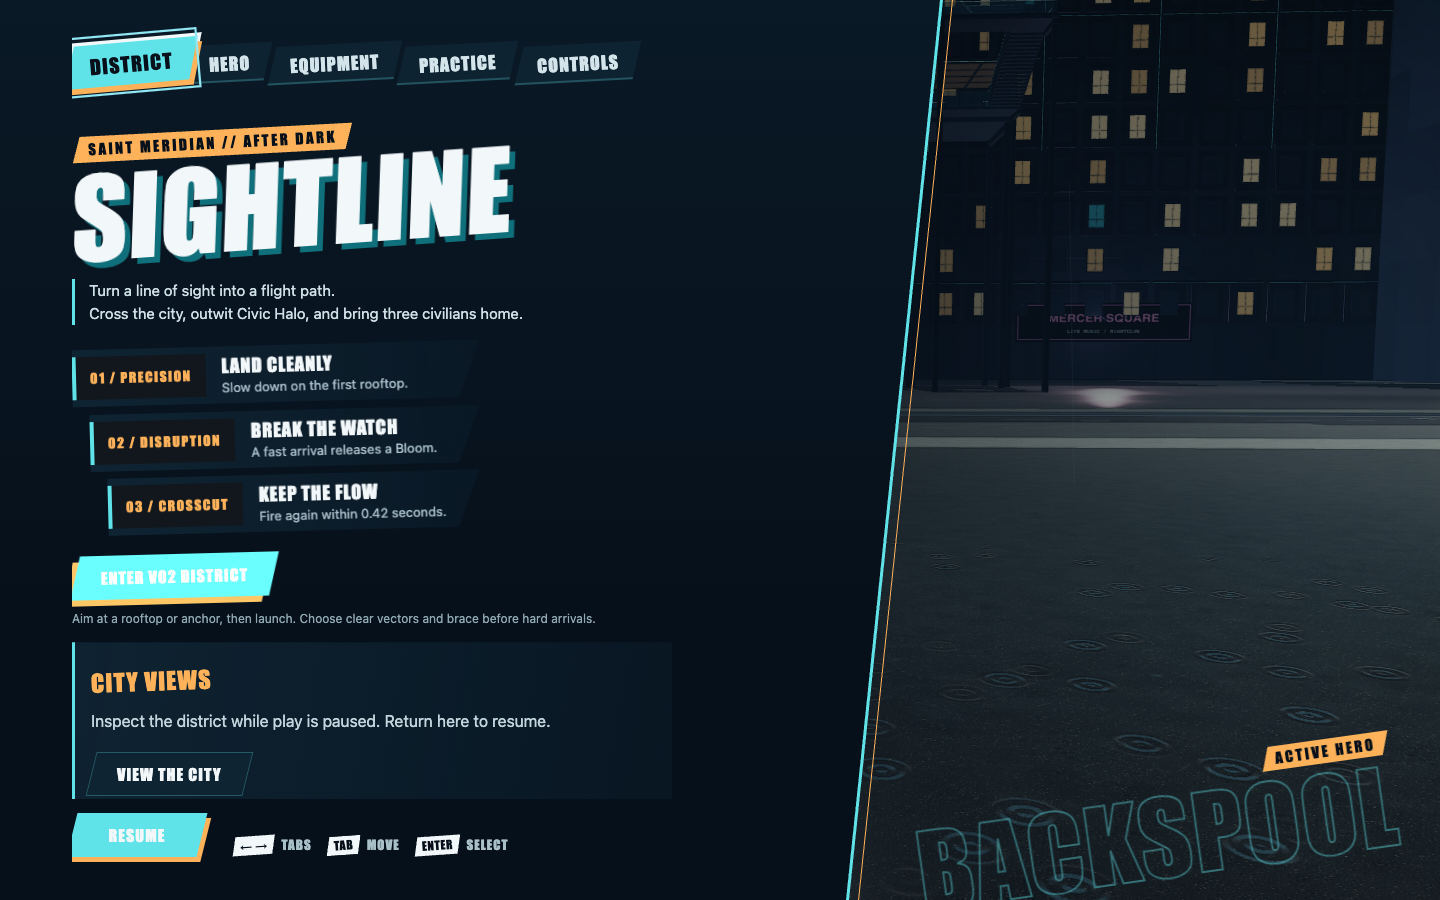 DISTRICT
HERO
EQUIPMENT
PRACTICE
CONTROLS
SAINT MERIDIAN // AFTER DARK
SIGHTLINE
Turn a line of sight into a flight path.
Cross the city, outwit Civic Halo, and bring three civilians home.
01 / PRECISION
LAND CLEANLY
Slow down on the first rooftop.
02 / DISRUPTION
BREAK THE WATCH
A fast arrival releases a Bloom.
03 / CROSSCUT
KEEP THE FLOW
Fire again within 0.42 seconds.
ENTER V02 DISTRICT
Aim at a rooftop or anchor, then launch. Choose clear vectors and brace before hard arrivals.
CITY VIEWS
Inspect the district while play is paused. Return here to resume.
VIEW THE CITY
RESUME
←→ TABS
TAB MOVE
ENTER SELECT
MERCER SQUARE
ACTIVE HERO
BACKSPOOL